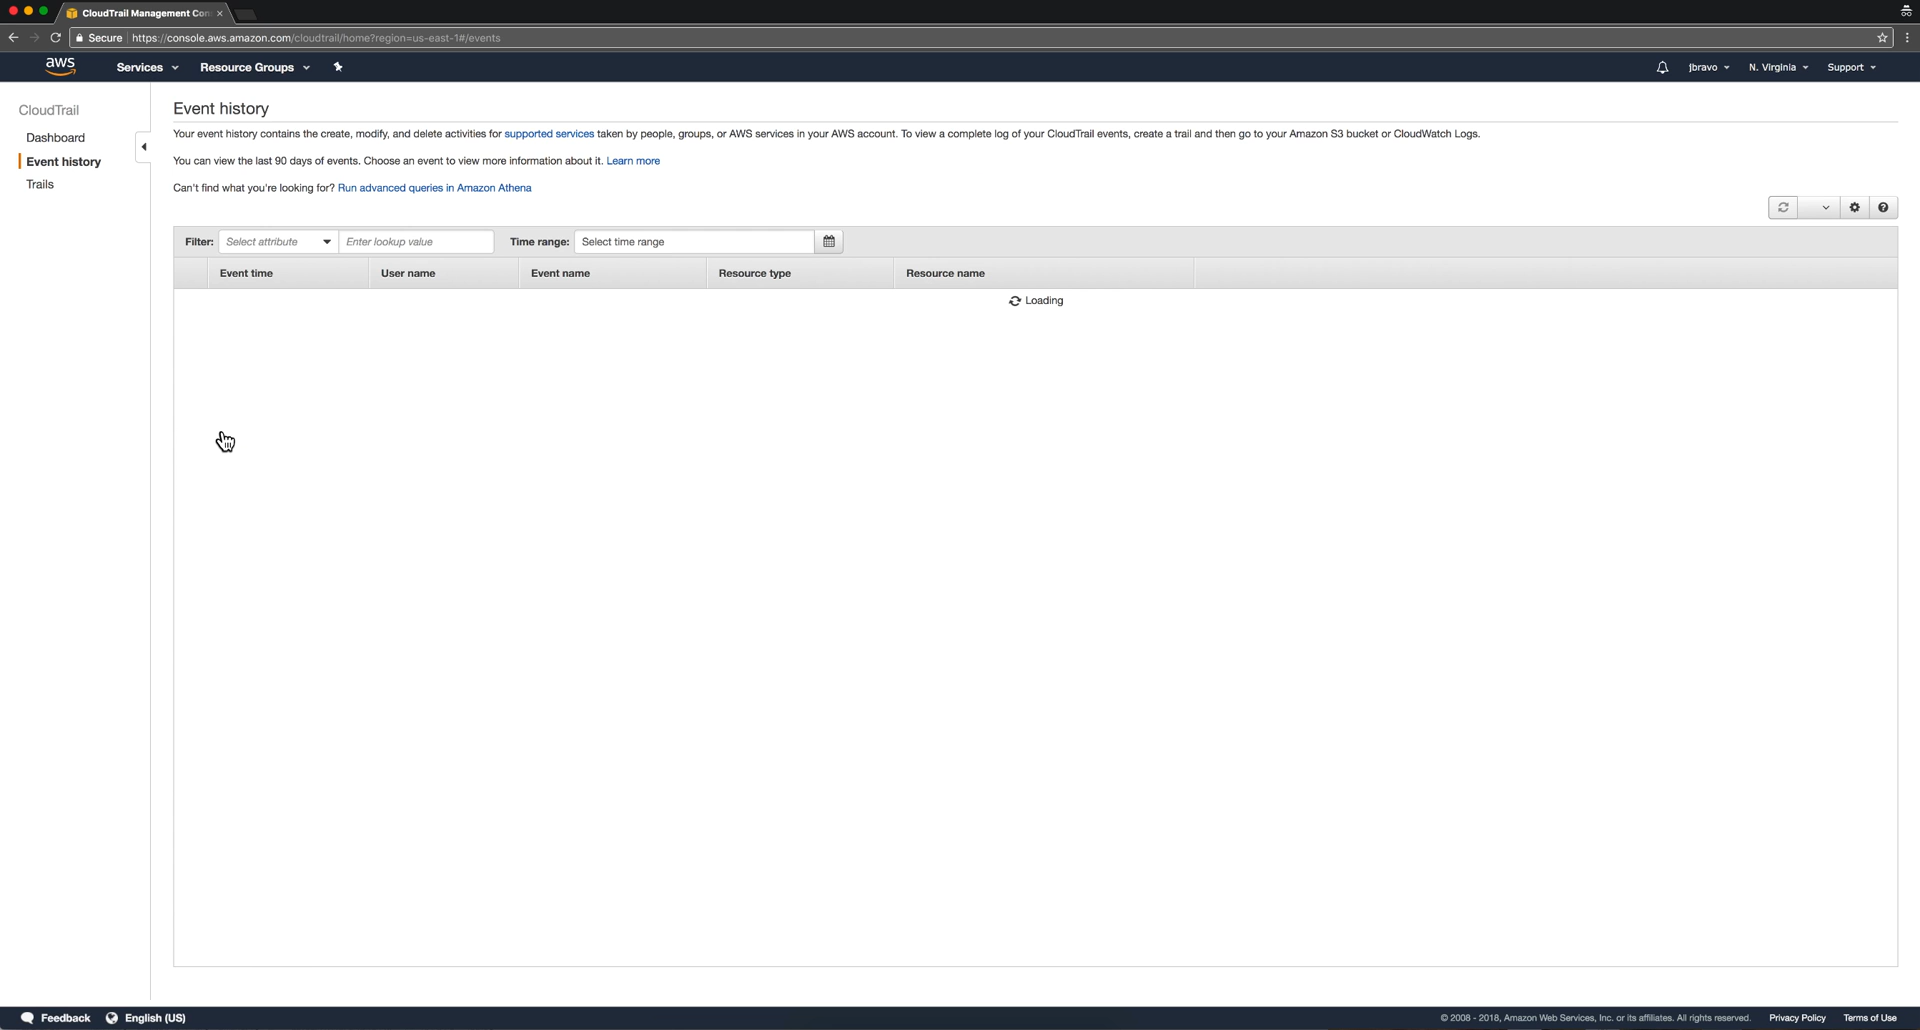 CloudTrail Management Con
Secure https://console.aws.amazon.com/cloudtrail/home?region=us-east-1#/events
aws Services Resource Groups jbravo N. Virginia Support
CloudTrail
Dashboard
Event history
Trails
Event history
Your event history contains the create, modify, and delete activities for supported services taken by people, groups, or AWS services in your AWS account. To view a complete log of your CloudTrail events, create a trail and then go to your Amazon S3 bucket or CloudWatch Logs.
You can view the last 90 days of events. Choose an event to view more information about it. Learn more
Can't find what you're looking for? Run advanced queries in Amazon Athena
Filter: Select attribute Enter lookup value Time range: Select time range
Event time User name Event name Resource type Resource name
Loading
Feedback English (US) © 2008 - 2018, Amazon Web Services, Inc. or its affiliates. All rights reserved. Privacy Policy Terms of Use